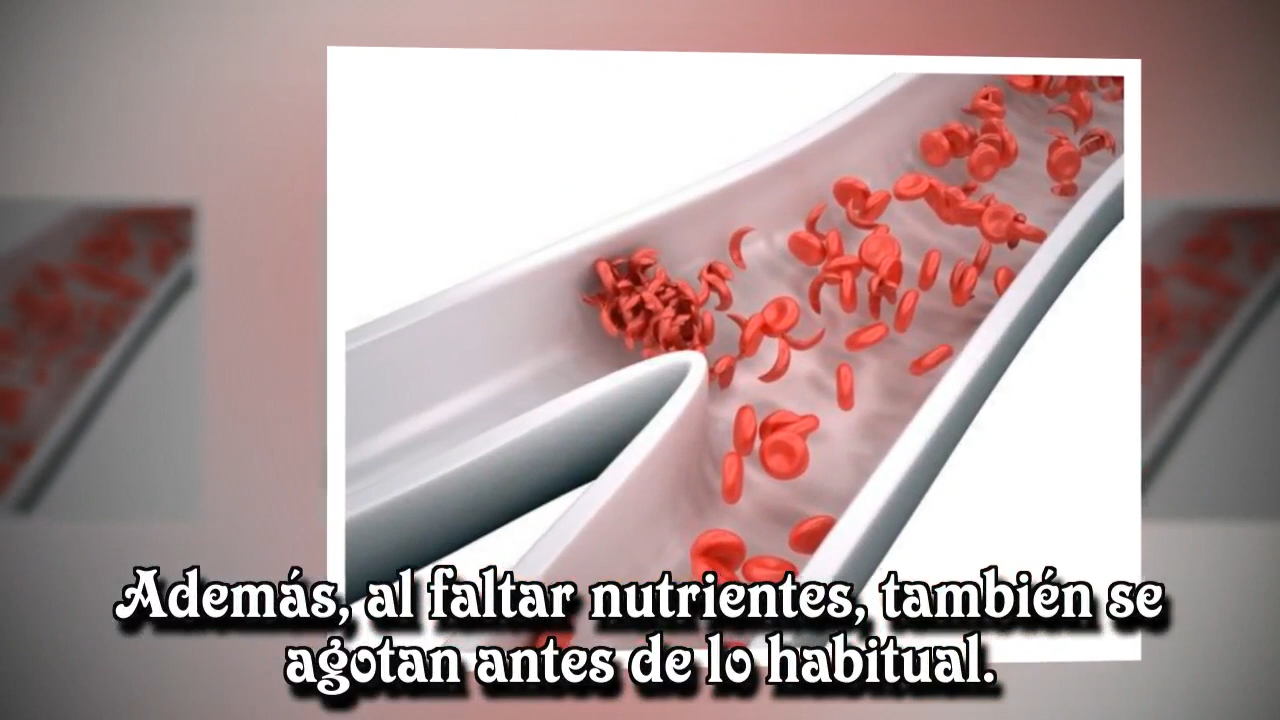 Además, al faltar nutrientes, también se
agotan antes de lo habitual.